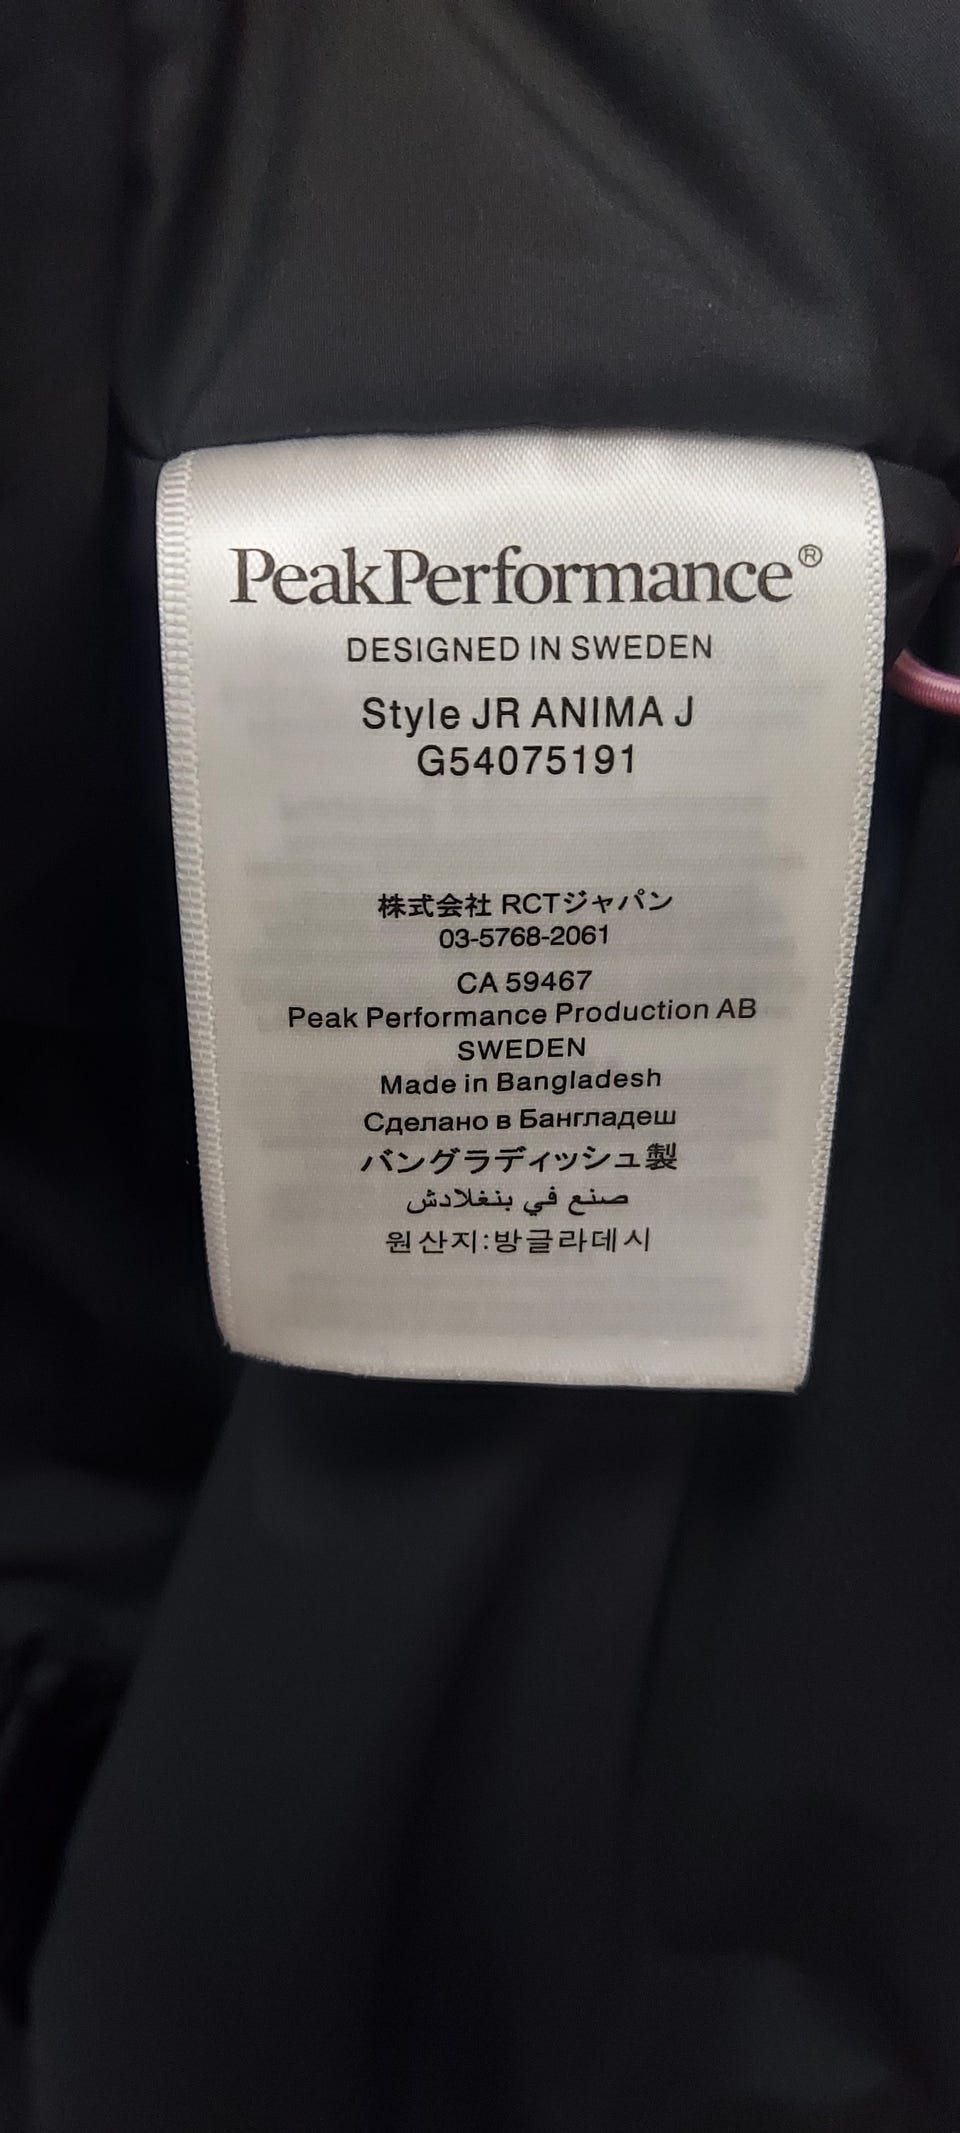 PeakPerformance®
DESIGNED IN SWEDEN
Style JR ANIMA J
G54075191
株式会社 RCTジャパン
03-5768-2061
CA 59467
Peak Performance Production AB
SWEDEN
Made in Bangladesh
Сделано в Бангладеш
バングラディッシュ製
صنع في بنغلادش
원산지:방글라데시